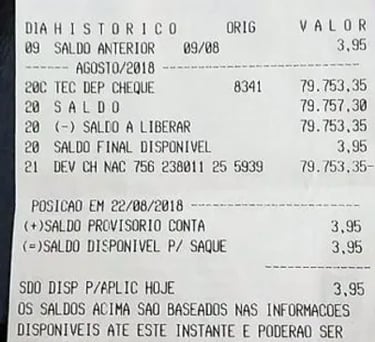 DIA H I S T O R I C O ORIG V A L O R
09 SALDO ANTERIOR 09/08 3,95
------ AGOSTO/2018 --------------------
20C TEC DEP CHEQUE 8341 79.753,35
20 S A L D O 79.757,30
20 (-) SALDO A LIBERAR 79.753,35
20 SALDO FINAL DISPONIVEL 3,95
21 DEV CH NAC 756 238011 25 5939 79.753,35-
POSICAO EM 22/08/2018 -----------------
(+)SALDO PROVISORIO CONTA 3,95
(=)SALDO DISPONIVEL P/ SAQUE 3,95
------------
SDO DISP P/APLIC HOJE 3,95
OS SALDOS ACIMA SAO BASEADOS NAS INFORMACOES
DISPONIVEIS ATE ESTE INSTANTE E PODERAO SER